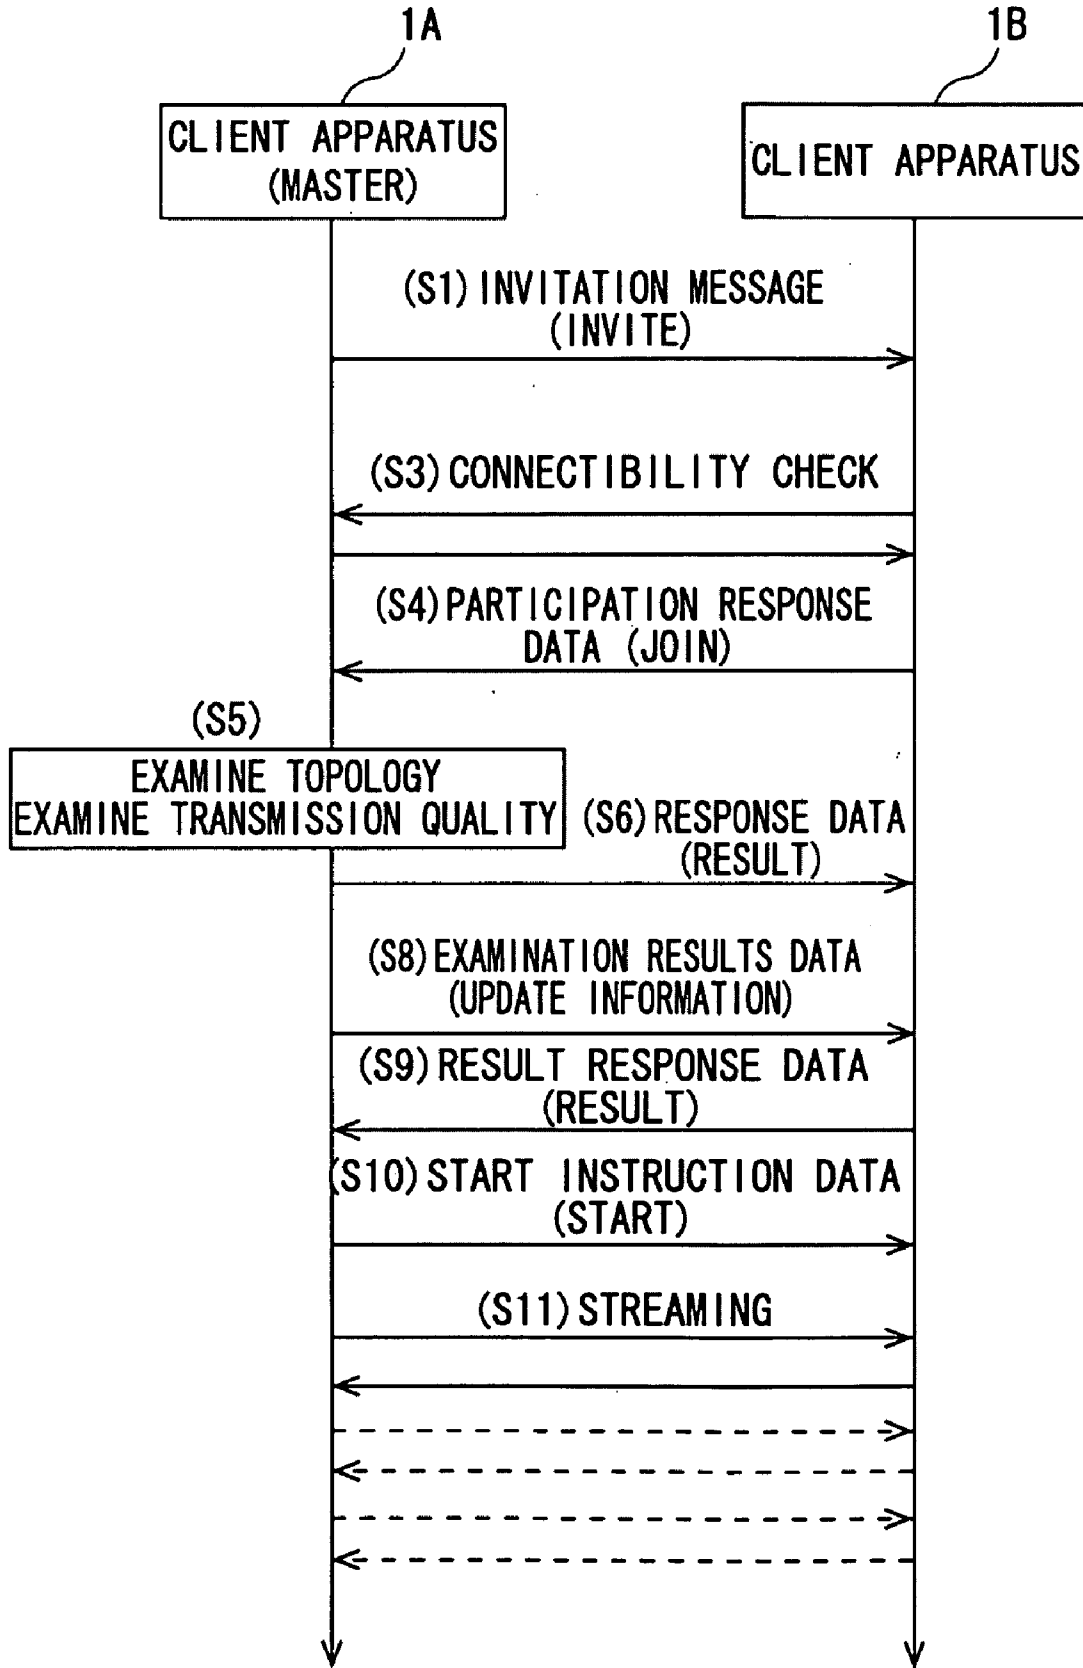 1A
1B
CLIENT APPARATUS
(MASTER)
CLIENT APPARATUS
(S1) INVITATION MESSAGE
(INVITE)
(S3) CONNECTIBILITY CHECK
(S4) PARTICIPATION RESPONSE
DATA (JOIN)
(S5)
EXAMINE TOPOLOGY
EXAMINE TRANSMISSION QUALITY
(S6) RESPONSE DATA
(RESULT)
(S8) EXAMINATION RESULTS DATA
(UPDATE INFORMATION)
(S9) RESULT RESPONSE DATA
(RESULT)
(S10) START INSTRUCTION DATA
(START)
(S11) STREAMING